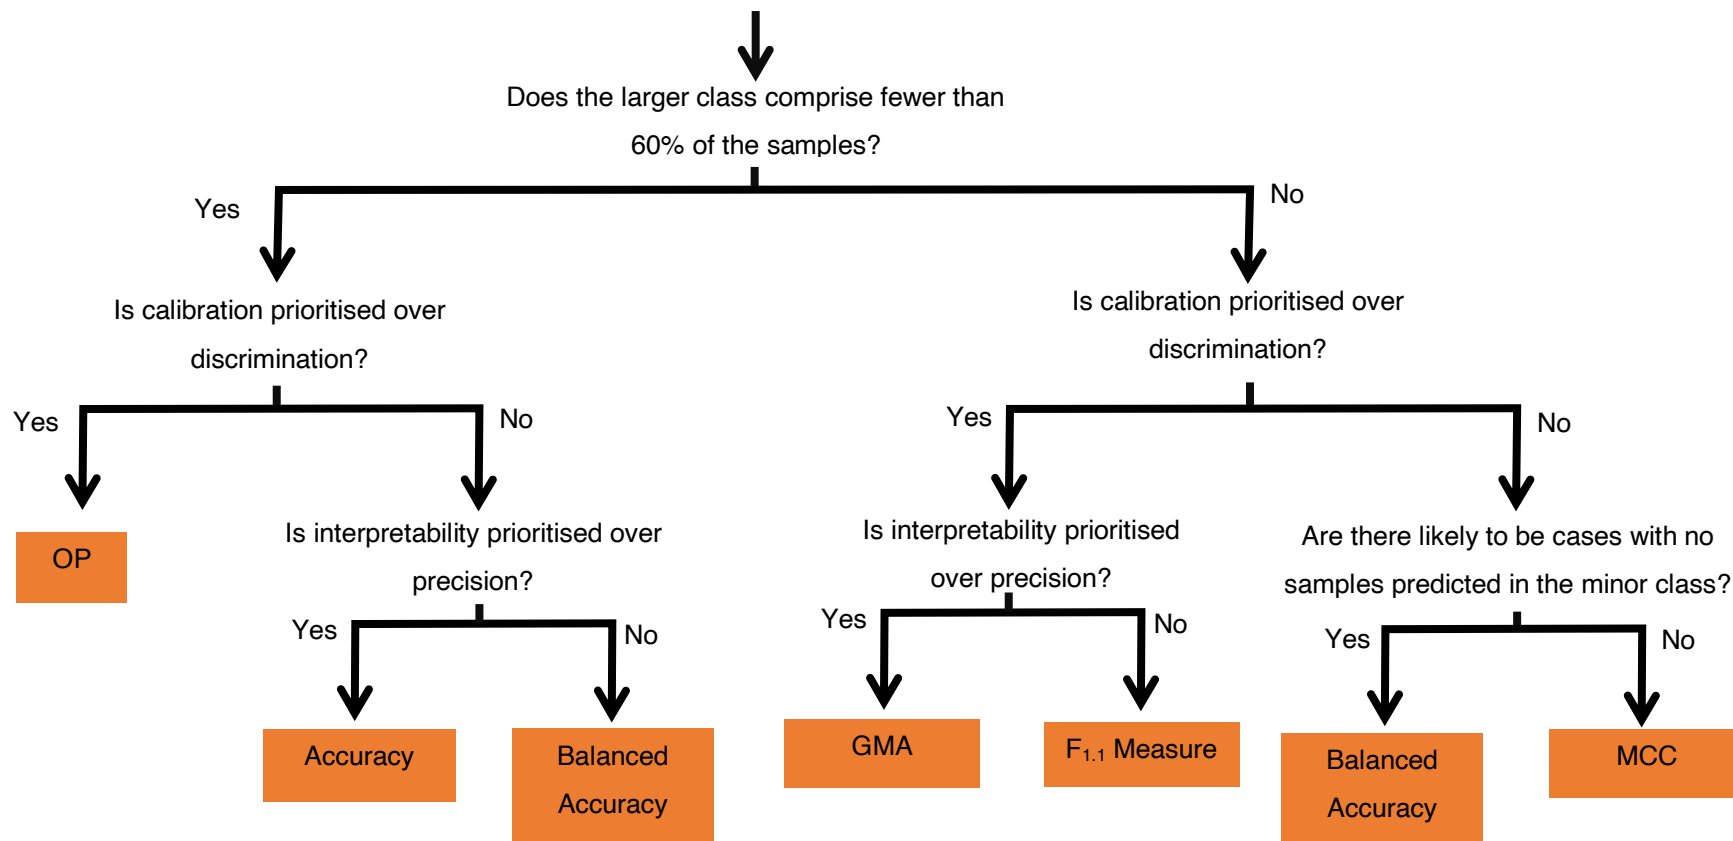 Does the larger class comprise fewer than
60% of the samples?
Yes
No
Is calibration prioritised over
discrimination?
Is calibration prioritised over
discrimination?
Yes
No
Yes
No
OP
Is interpretability prioritised over
precision?
Is interpretability prioritised
over precision?
Are there likely to be cases with no
samples predicted in the minor class?
Yes
No
Yes
No
Yes
No
Accuracy
Balanced
Accuracy
GMA
F1.1 Measure
Balanced
Accuracy
MCC